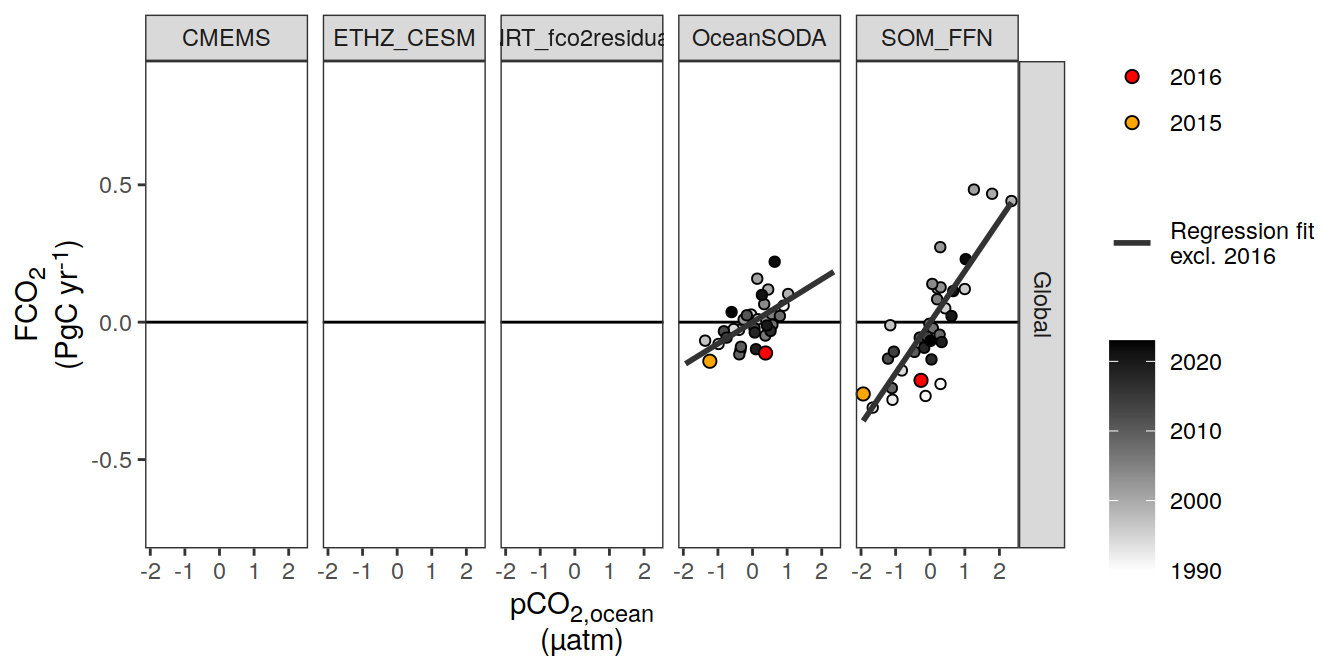 CMEMS ETHZ_CESM NRT_fco2residual OceanSODA SOM_FFN
2016
2015
0.5
Regression fit
excl. 2016
FCO2
(PgC yr-1)
0.0
Global
2020
2010
-0.5
2000
1990
-2 -1 0 1 2 -2 -1 0 1 2 -2 -1 0 1 2 -2 -1 0 1 2 -2 -1 0 1 2
pCO2,ocean
(µatm)